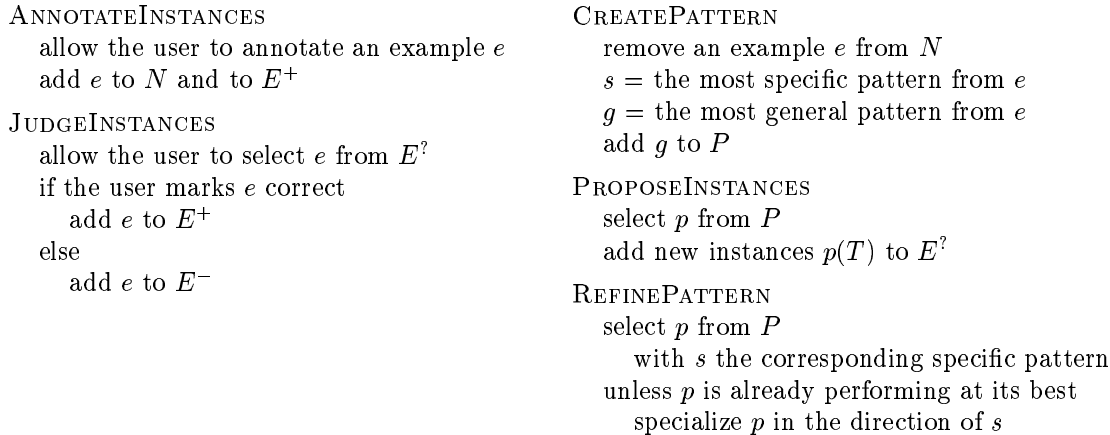 ANNOTATEINSTANCES
allow the user to annotate an example e
add e to N and to E⁺
JUDGEINSTANCES
allow the user to select e from E?
if the user marks e correct
add e to E⁺
else
add e to E⁻
CREATEPATTERN
remove an example e from N
s = the most specific pattern from e
g = the most general pattern from e
add g to P
PROPOSEINSTANCES
select p from P
add new instances p(T) to E?
REFINEPATTERN
select p from P
with s the corresponding specific pattern
unless p is already performing at its best
specialize p in the direction of s